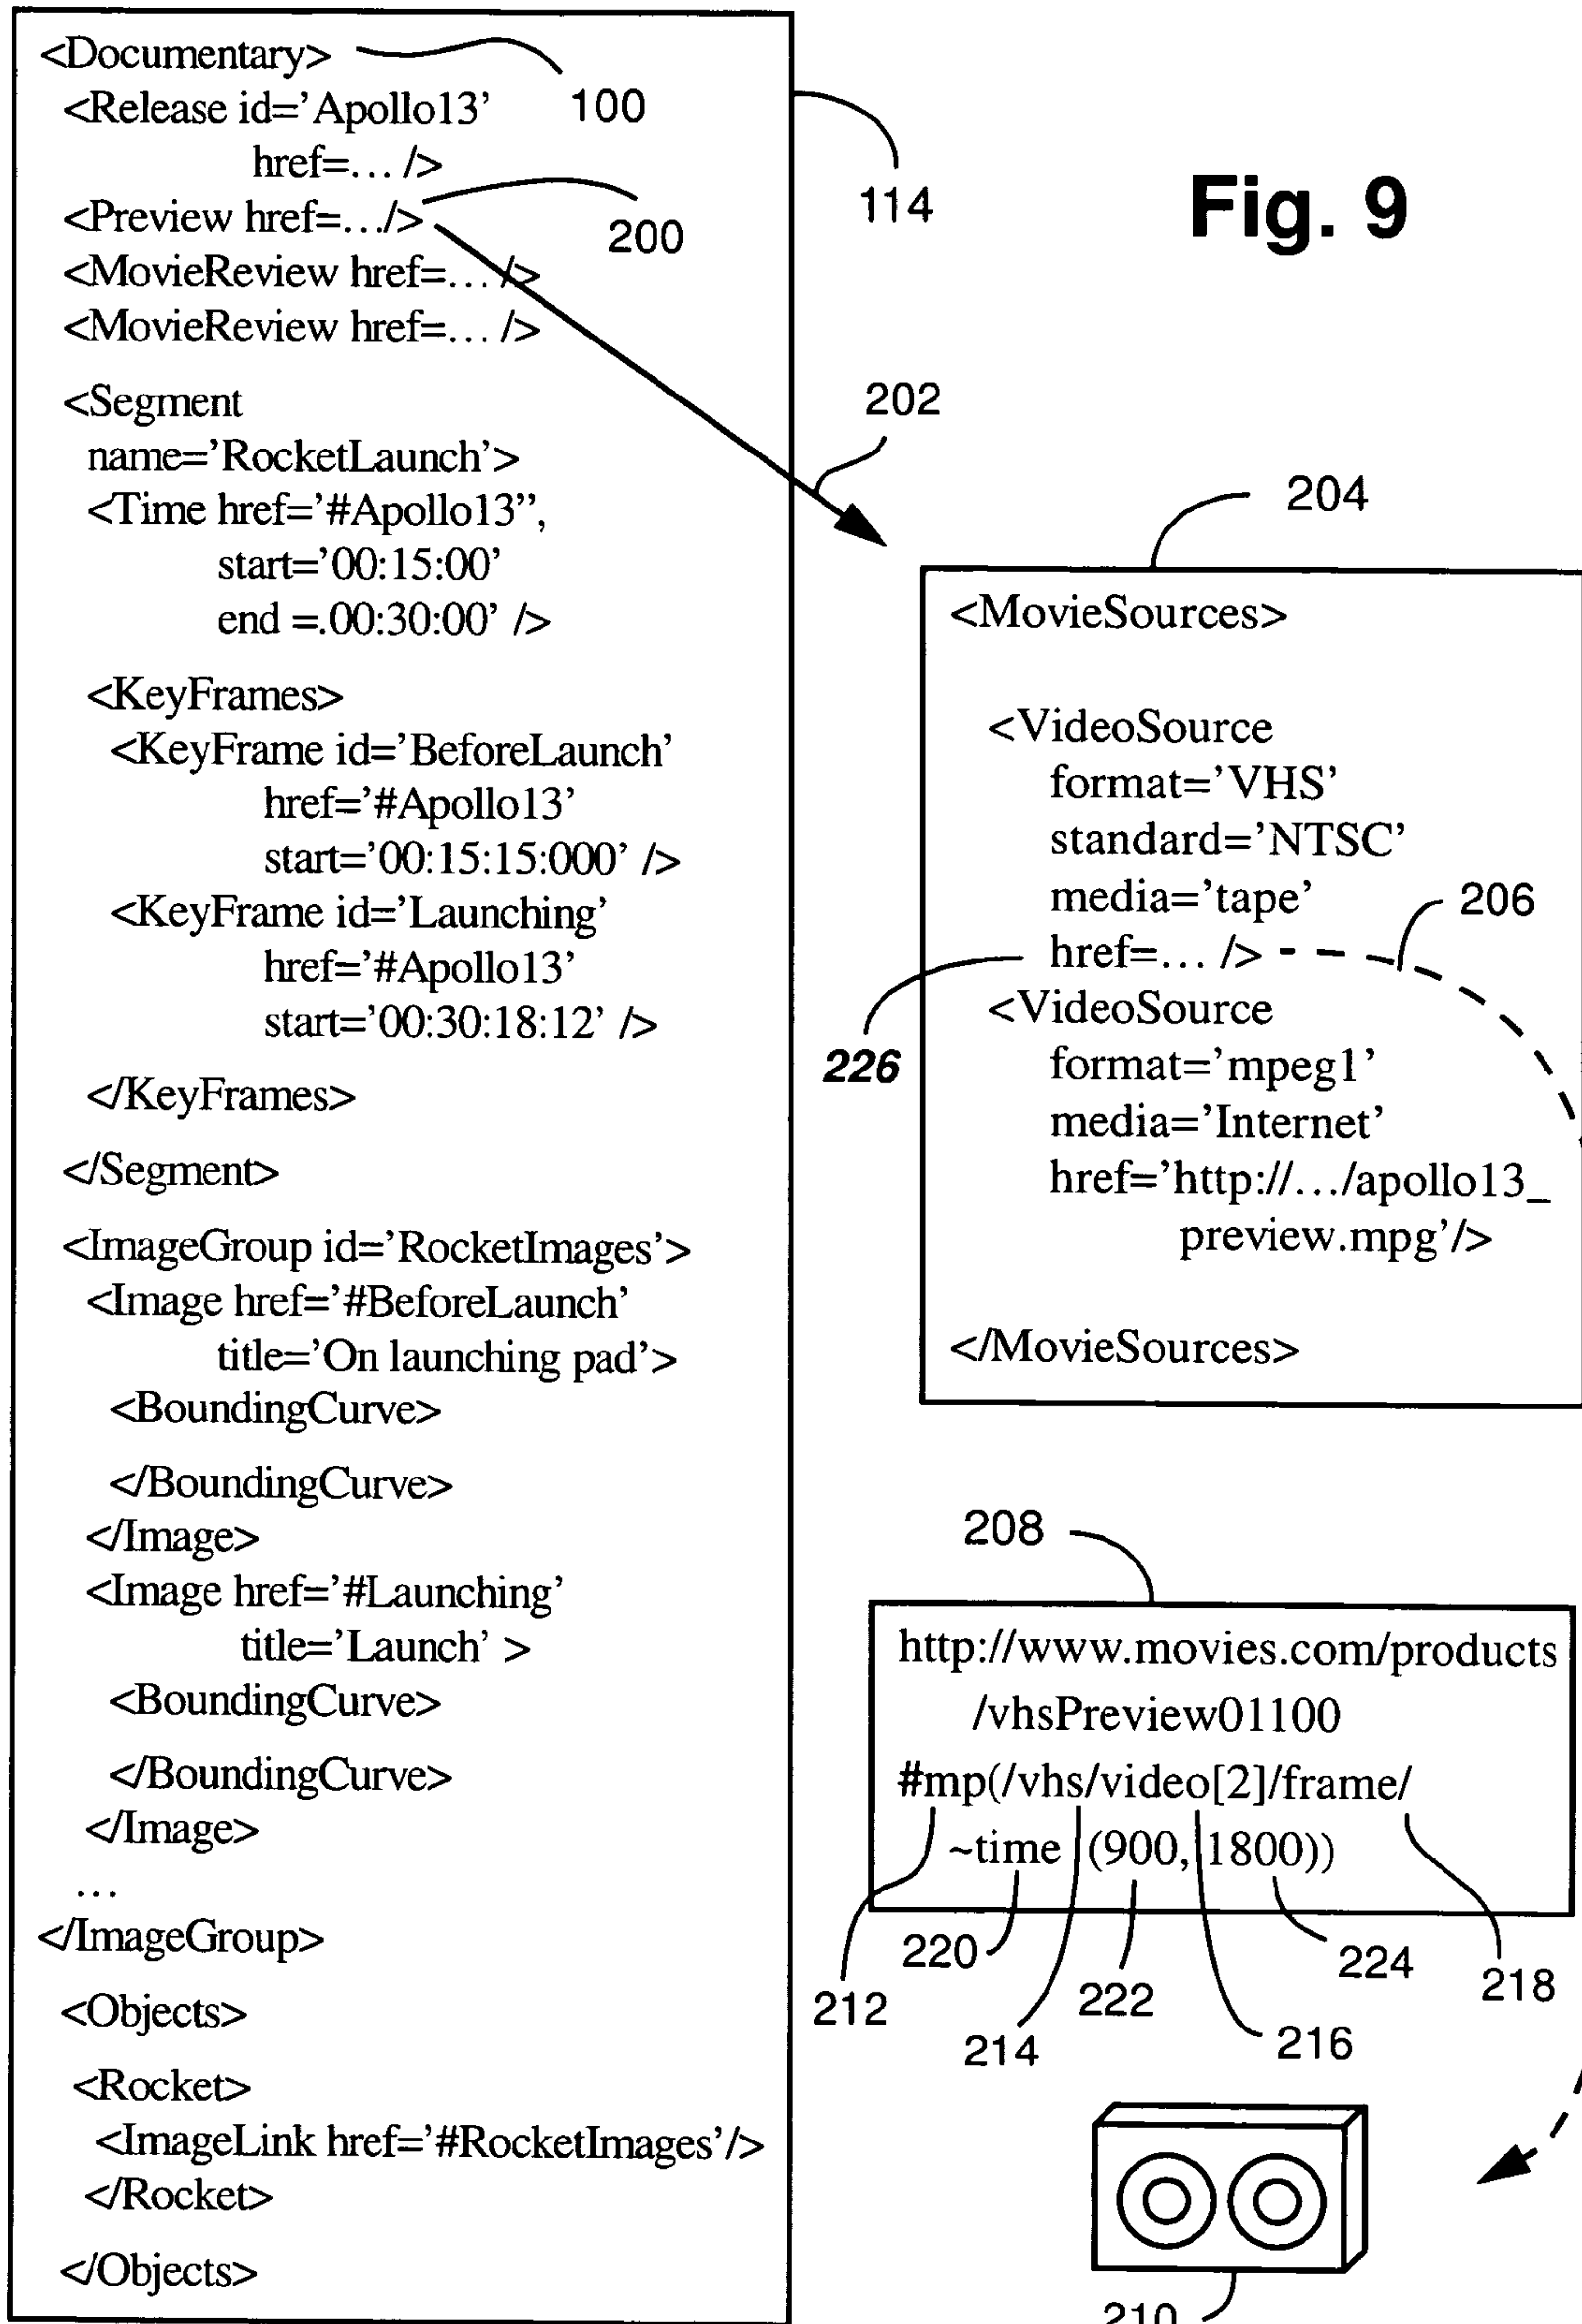 <Documentary>
100
<Release id=’Apollo13’
href=… />
<Preview href=…/>
200
<MovieReview href=… />
<MovieReview href=… />
<Segment
name=’RocketLaunch’>
<Time href=’#Apollo13”,
start=’00:15:00’
end =.00:30:00’ />
<KeyFrames>
<KeyFrame id=’BeforeLaunch’
href=’#Apollo13’
start=’00:15:15:000’ />
<KeyFrame id=’Launching’
href=’#Apollo13’
start=’00:30:18:12’ />
</KeyFrames>
</Segment>
<ImageGroup id=’RocketImages’>
<Image href=’#BeforeLaunch’
title=’On launching pad’>
<BoundingCurve>
</BoundingCurve>
</Image>
<Image href=’#Launching’
title=’Launch’ >
<BoundingCurve>
</BoundingCurve>
</Image>
…
</ImageGroup>
<Objects>
<Rocket>
<ImageLink href=’#RocketImages’/>
</Rocket>
</Objects>
114
Fig. 9
202
204
<MovieSources>
<VideoSource
format=’VHS’
standard=’NTSC’
media=’tape’
206
href=… />
226
<VideoSource
format=’mpeg1’
media=’Internet’
href=’http://…/apollo13_
preview.mpg’/>
</MovieSources>
208
http://www.movies.com/products
/vhsPreview01100
#mp(/vhs/video[2]/frame/
~time (900, 1800))
220
224
212
222
218
214
216
210